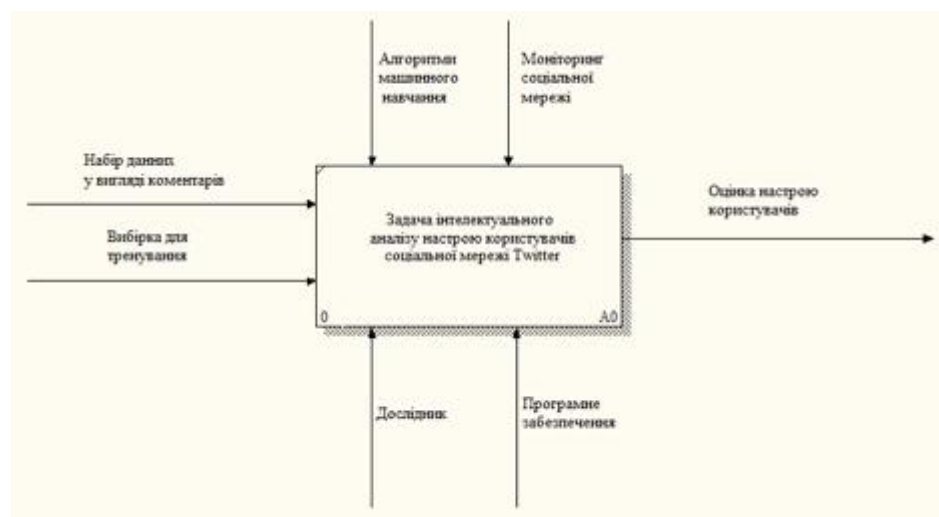 Алгоритми
машинного
навчання
Моніторинг
соціальної
мережі
Набір данних
у вигляді коментарів
Вибірка для
тренування
Задача інтелектуального
аналізу настрою користувачів
соціальної мережі Twitter
0
A0
Оцінка настрою
користувачів
Дослідник
Програмне
забезпечення